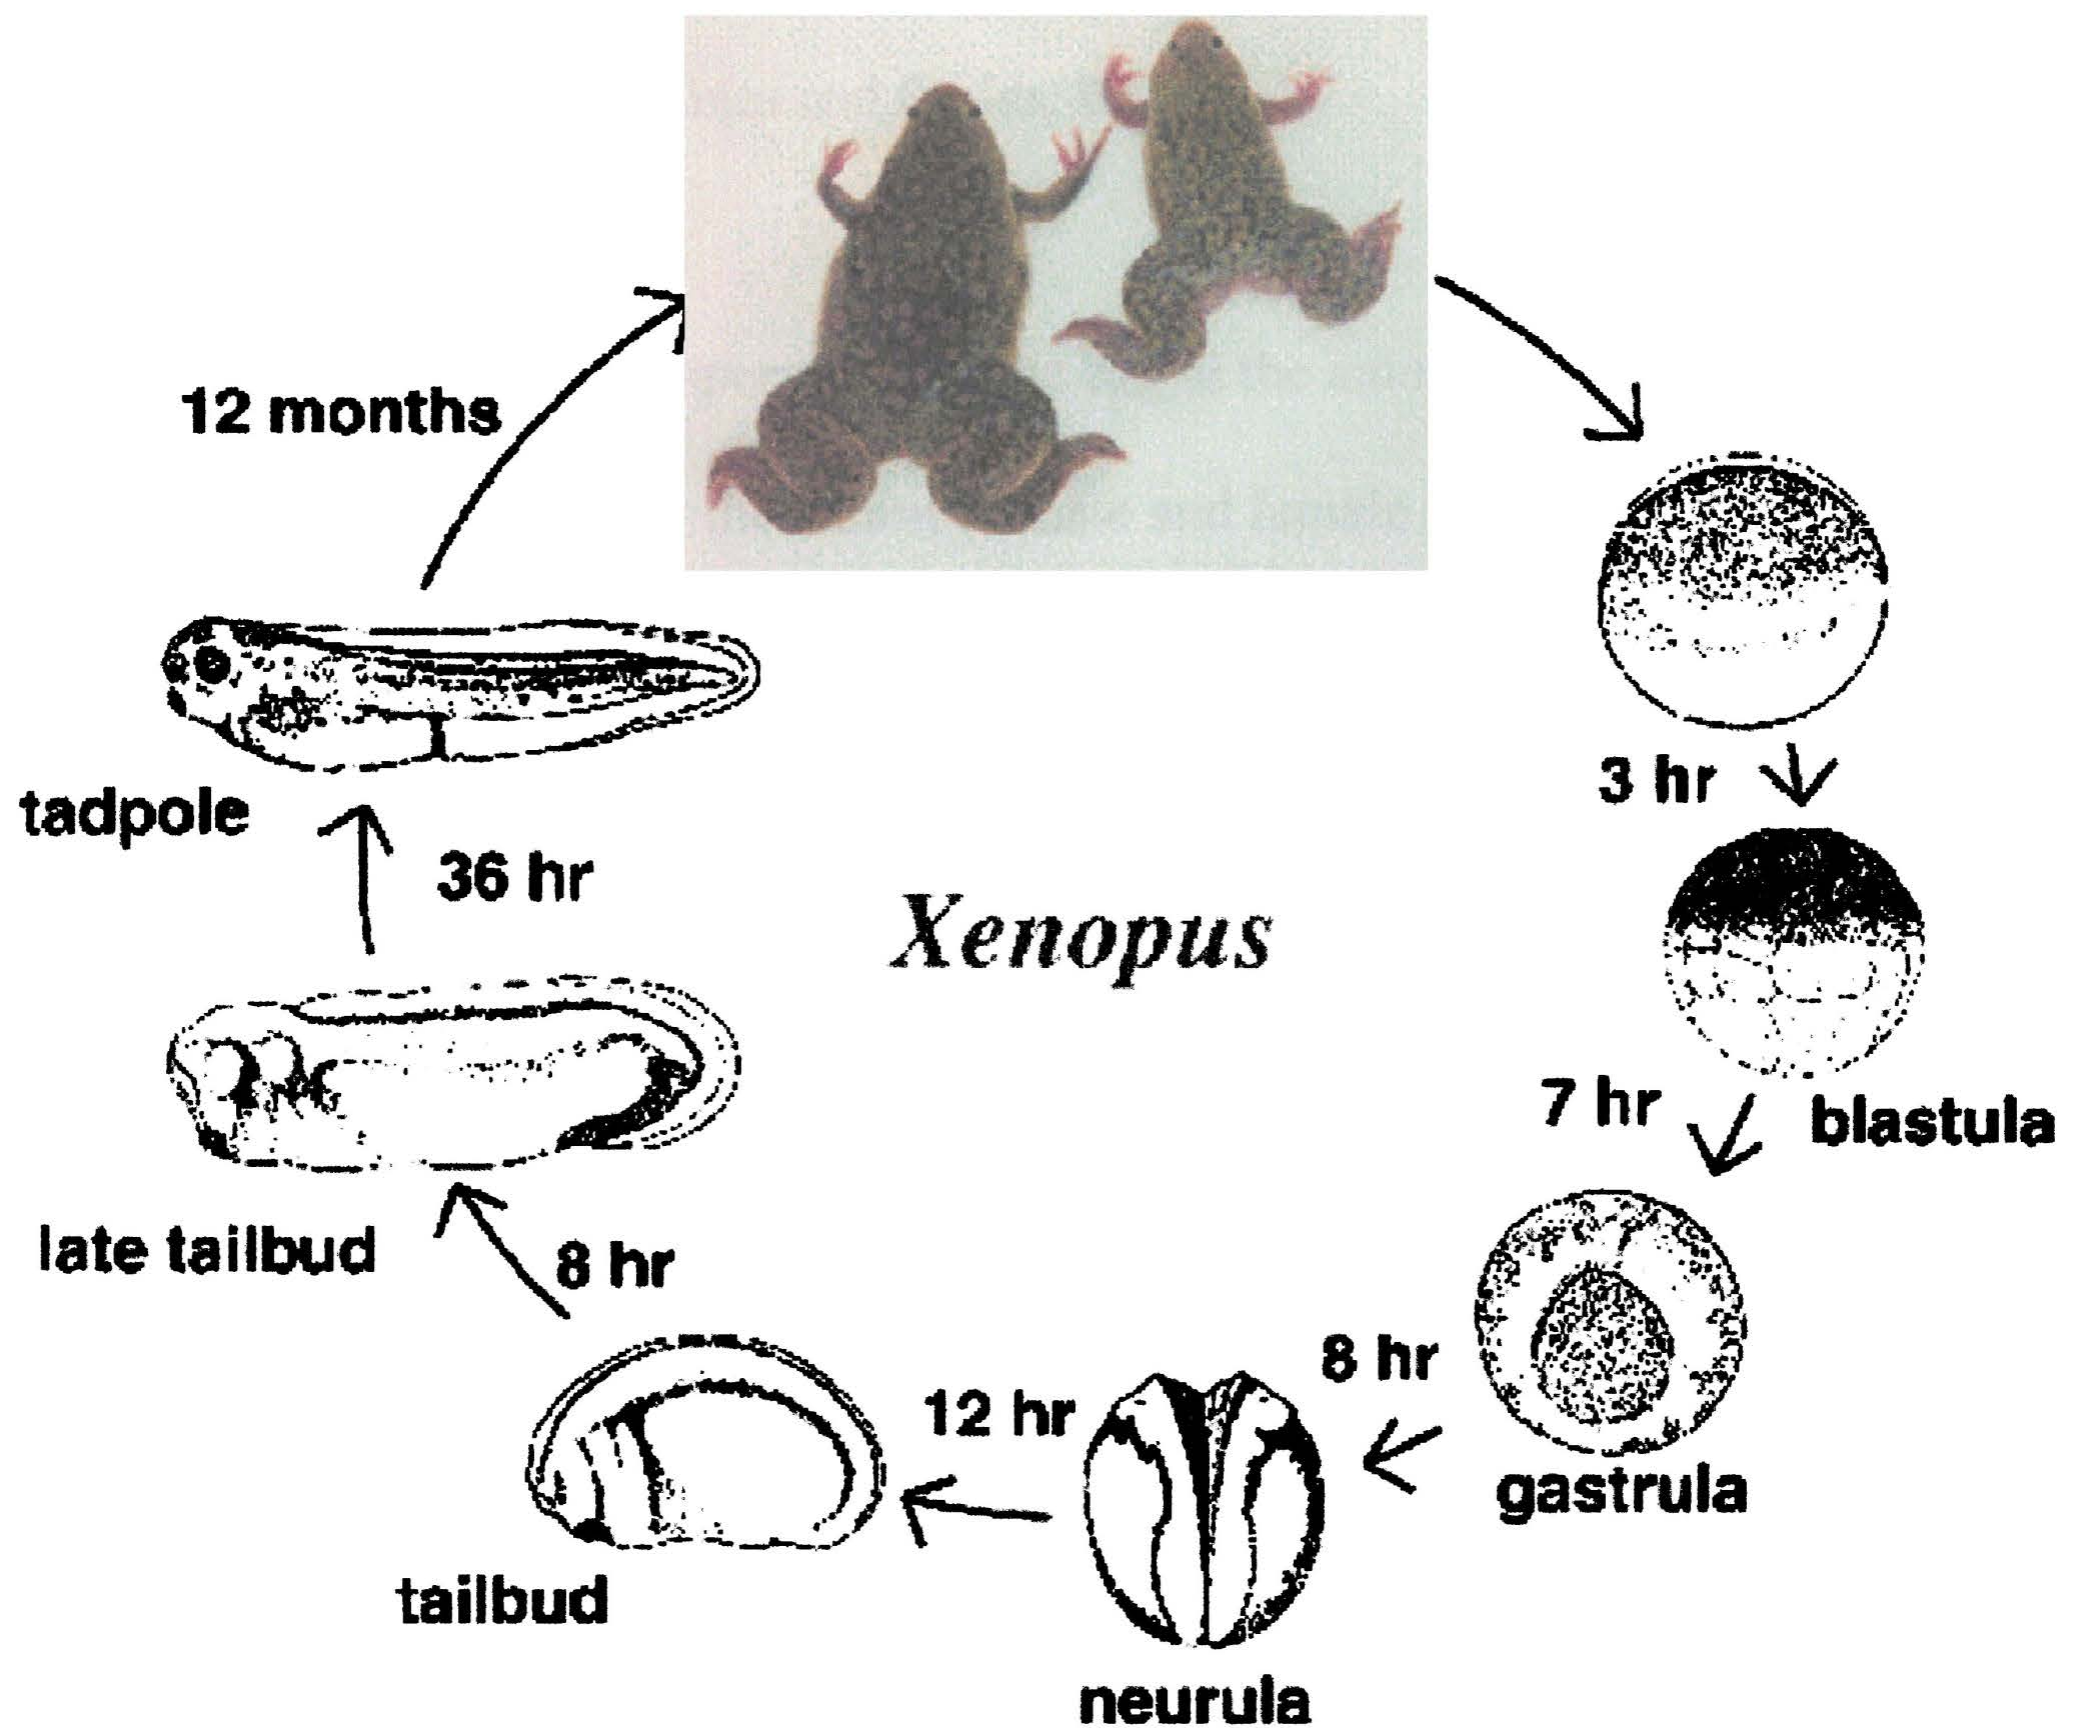 12 months
3 hr
tadpole
36 hr
Xenopus
7 hr
blastula
late tailbud
8 hr
8 hr
12 hr
gastrula
tailbud
neurula